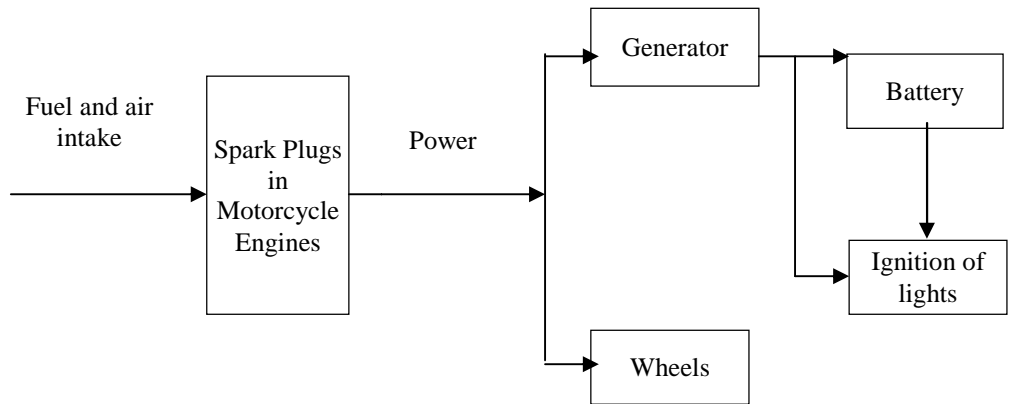 Fuel and air
intake
Spark Plugs
in
Motorcycle
Engines
Power
Generator
Battery
Ignition of
lights
Wheels